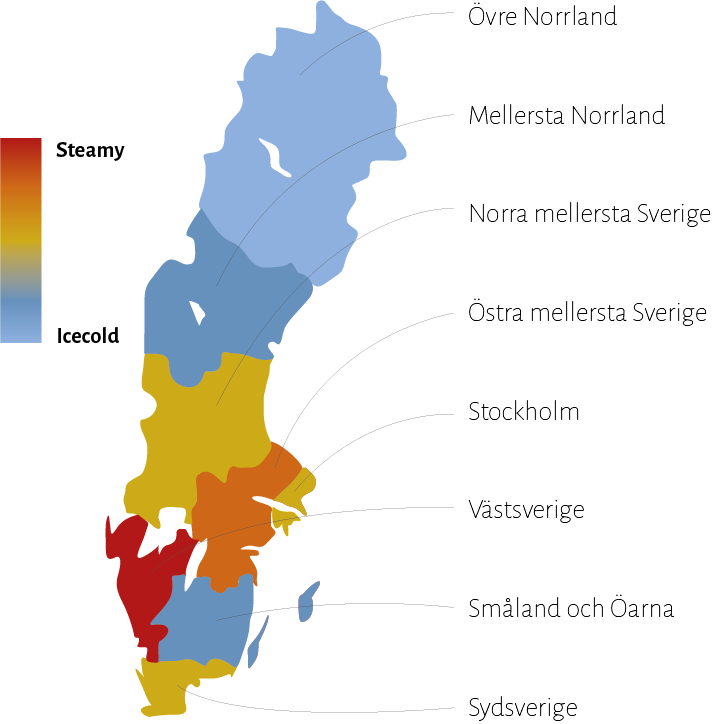 Övre Norrland
Mellersta Norrland
Steamy
Norra mellersta Sverige
Östra mellersta Sverige
Icecold
Stockholm
Västsverige
Småland och Öarna
Sydsverige